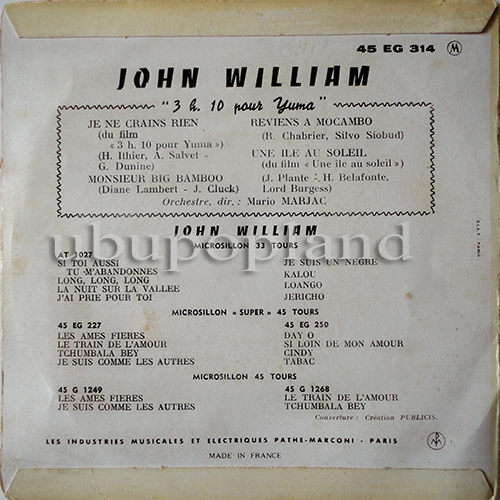 45 EG 314 M
JOHN WILLIAM
"3 h. 10 pour Yuma"
JE NE CRAINS RIEN
(du film
« 3 h. 10 pour Yuma »)
(H. Ithier, A. Salvet -
G. Dunine)
MONSIEUR BIG BAMBOO
(Diane Lambert - J. Cluck)
REVIENS A MOCAMBO
(R. Chabrier, Silvo Siobud)
UNE ILE AU SOLEIL
(du film « Une ile au soleil »)
(J. Plante - H. Belafonte,
Lord Burgess)
Orchestre, dir. : Mario MARJAC
JOHN WILLIAM
MICROSILLON 33 TOURS
ubupopland
AT 1027
SI TOI AUSSI
TU M'ABANDONNES
LONG, LONG, LONG
LA NUIT SUR LA VALLEE
J'AI PRIE POUR TOI
JE SUIS UN NEGRE
KALOU
LOANGO
JERICHO
MICROSILLON « SUPER » 45 TOURS
45 EG 227
LES AMES FIERES
LE TRAIN DE L'AMOUR
TCHUMBALA BEY
JE SUIS COMME LES AUTRES
45 EG 250
DAY O
SI LOIN DE MON AMOUR
CINDY
TABAC
MICROSILLON 45 TOURS
45 G 1249
LES AMES FIERES
JE SUIS COMME LES AUTRES
45 G 1268
LE TRAIN DE L'AMOUR
TCHUMBALA BEY
Couverture : Création PUBLICIS.
LES INDUSTRIES MUSICALES ET ELECTRIQUES PATHE-MARCONI - PARIS
MADE IN FRANCE